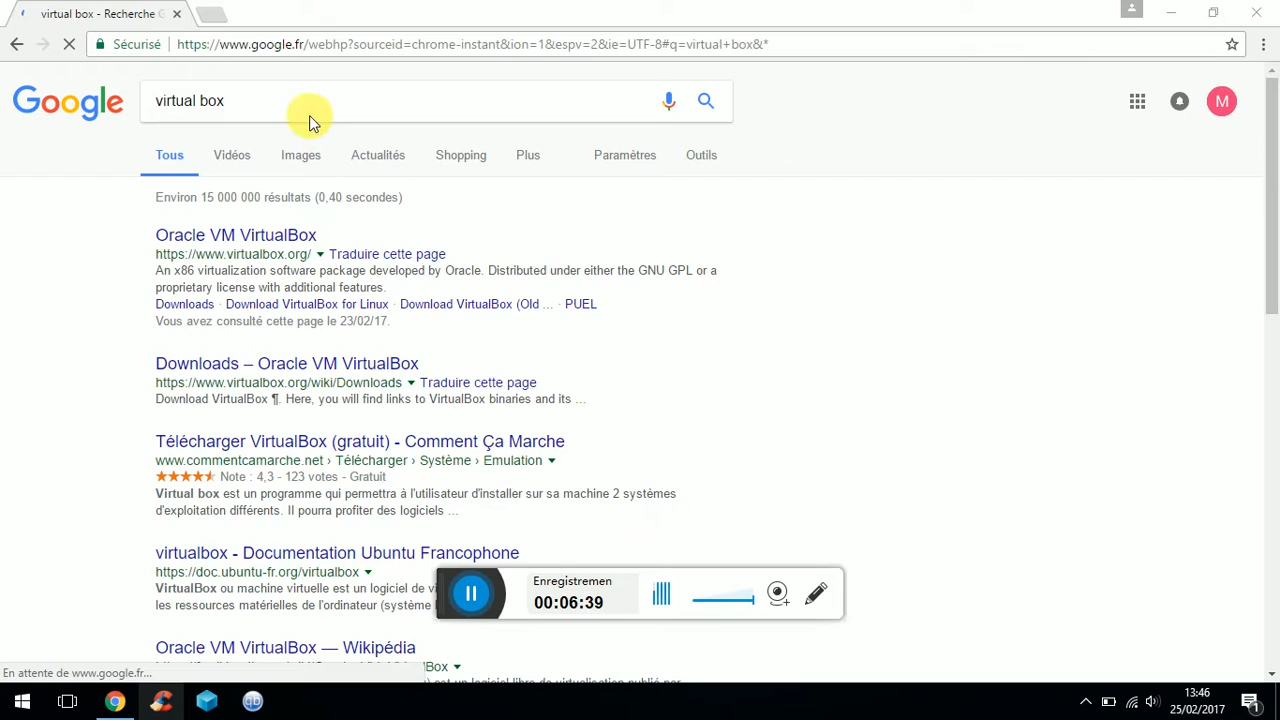 virtual box - Recherche G
Sécurisé
https://www.google.fr/webhp?sourceid=chrome-instant&ion=1&espv=2&ie=UTF-8#q=virtual+box&*
Google
virtual box
M
Tous
Vidéos
Images
Actualités
Shopping
Plus
Paramètres
Outils
Environ 15 000 000 résultats (0,40 secondes)
Oracle VM VirtualBox
https://www.virtualbox.org/ Traduire cette page
An x86 virtualization software package developed by Oracle. Distributed under either the GNU GPL or a
proprietary license with additional features.
Downloads · Download VirtualBox for Linux · Download VirtualBox (Old ... · PUEL
Vous avez consulté cette page le 23/02/17.
Downloads – Oracle VM VirtualBox
https://www.virtualbox.org/wiki/Downloads Traduire cette page
Download VirtualBox ¶. Here, you will find links to VirtualBox binaries and its ...
Télécharger VirtualBox (gratuit) - Comment Ça Marche
www.commentcamarche.net › Télécharger › Système › Emulation
Note : 4,3 - 123 votes - Gratuit
Virtual box est un programme qui permettra à l'utilisateur d'installer sur sa machine 2 systèmes
d'exploitation différents. Il pourra profiter des logiciels ...
virtualbox - Documentation Ubuntu Francophone
https://doc.ubuntu-fr.org/virtualbox
VirtualBox ou machine virtuelle est un logiciel de
les ressources matérielles de l'ordinateur (système
Enregistremen
00:06:39
Oracle VM VirtualBox — Wikipédia
En attente de www.google.fr...
13:46
25/02/2017
1